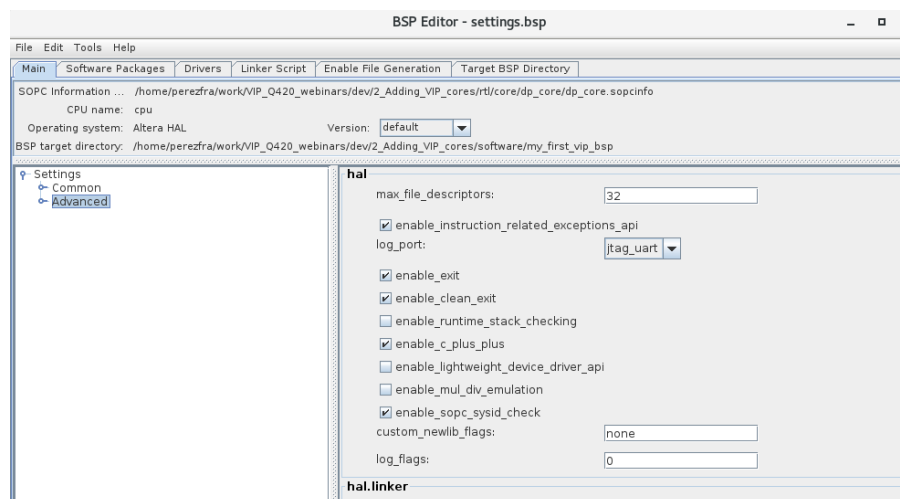 BSP Editor - settings.bsp
File Edit Tools Help
Main Software Packages Drivers Linker Script Enable File Generation Target BSP Directory
SOPC Information ... /home/perezfra/work/VIP_Q420_webinars/dev/2_Adding_VIP_cores/rtl/core/dp_core/dp_core.sopcinfo
CPU name: cpu
Operating system: Altera HAL Version: default
BSP target directory: /home/perezfra/work/VIP_Q420_webinars/dev/2_Adding_VIP_cores/software/my_first_vip_bsp
Settings
Common
Advanced
hal
max_file_descriptors: 32
enable_instruction_related_exceptions_api
log_port: jtag_uart
enable_exit
enable_clean_exit
enable_runtime_stack_checking
enable_c_plus_plus
enable_lightweight_device_driver_api
enable_mul_div_emulation
enable_sopc_sysid_check
custom_newlib_flags: none
log_flags: 0
hal.linker